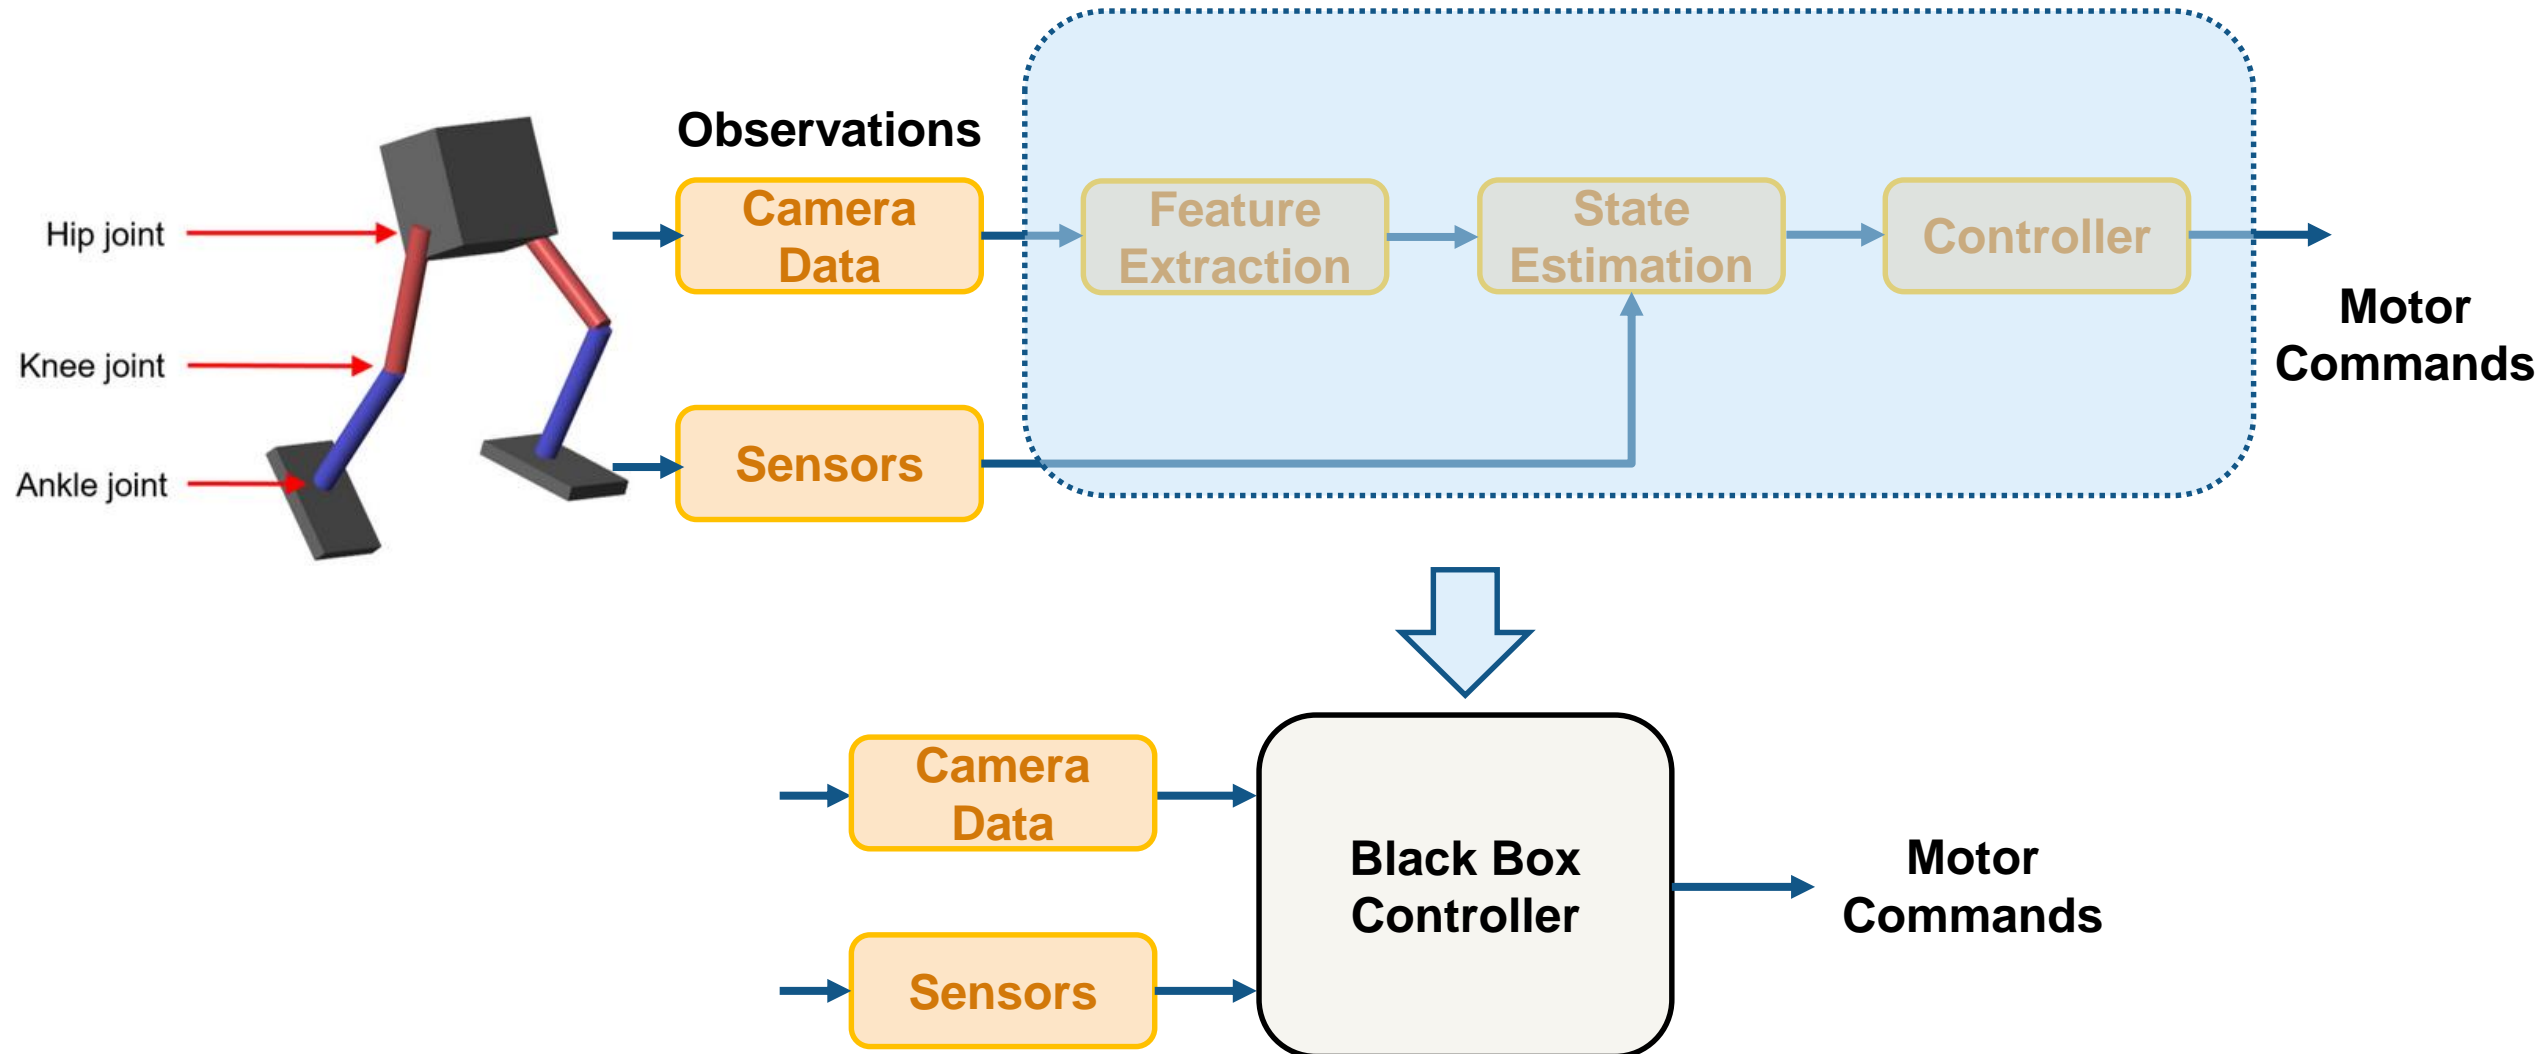 Observations
Hip joint
Knee joint
Ankle joint
Camera
Data
Feature
Extraction
State
Estimation
Controller
Sensors
Motor
Commands
Camera
Data
Sensors
Black Box
Controller
Motor
Commands